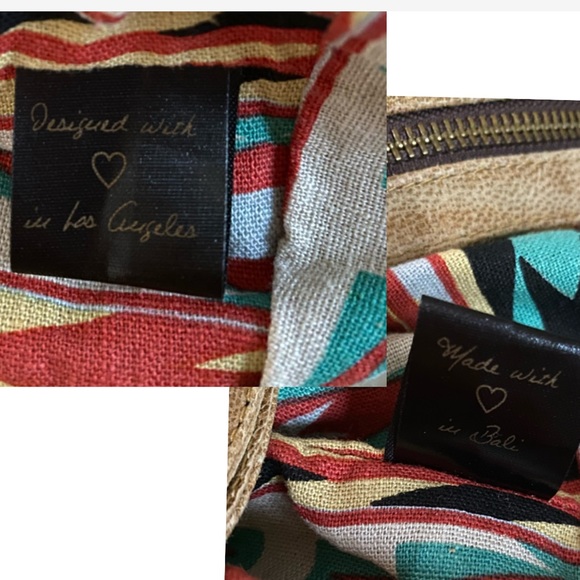 Designed with
♡
in Los Angeles
Made with
♡
in Bali